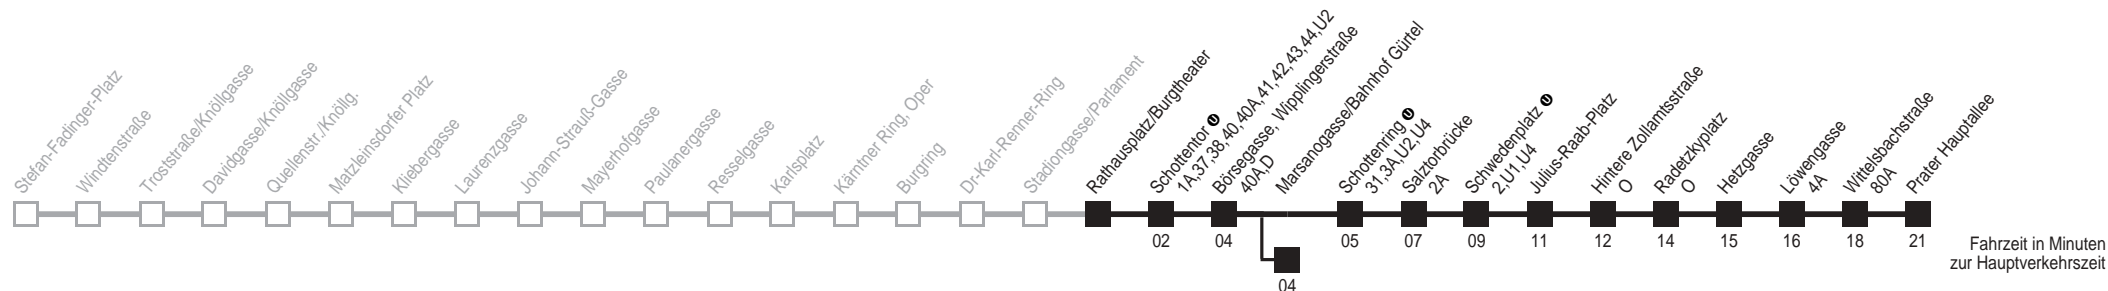 Stefan-Fadinger-Platz
Windtenstraße
Troststraße/Knöllgasse
Davidgasse/Knöllgasse
Quellenstr./Knöllg.
Matzleinsdorfer Platz
Kliebergasse
Laurenzgasse
Johann-Strauß-Gasse
Mayerhofgasse
Paulanergasse
Resselgasse
Karlsplatz
Kärntner Ring, Oper
Burgring
Dr-Karl-Renner-Ring
Stadiongasse/Parlament
Rathausplatz/Burgtheater
Schottentor U
1A,37,38,40,40A,41,42,43,44,U2
Börsegasse, Wipplingerstraße
40A,D
Marsanogasse/Bahnhof Gürtel
Schottenring U
31,3A,U2,U4
Salztorbrücke
2A
Schwedenplatz U
2,U1,U4
Julius-Raab-Platz
Hintere Zollamtsstraße
O
Radetzkyplatz
O
Hetzgasse
Löwengasse
4A
Wittelsbachstraße
80A
Prater Hauptallee
02 04 05 07 09 11 12 14 15 16 18 21
04
Fahrzeit in Minuten
zur Hauptverkehrszeit